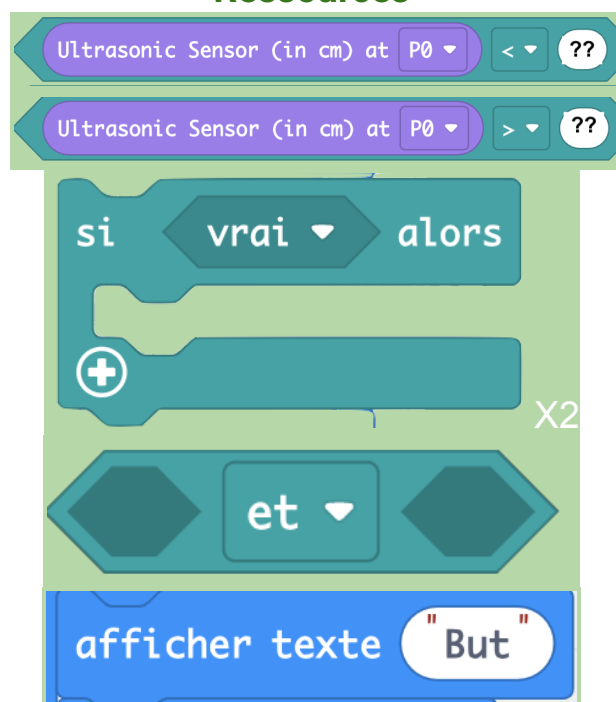 Ressources
Ultrasonic Sensor (in cm) at P0 < ??
Ultrasonic Sensor (in cm) at P0 > ??
si vrai alors
X2
et
afficher texte "But"